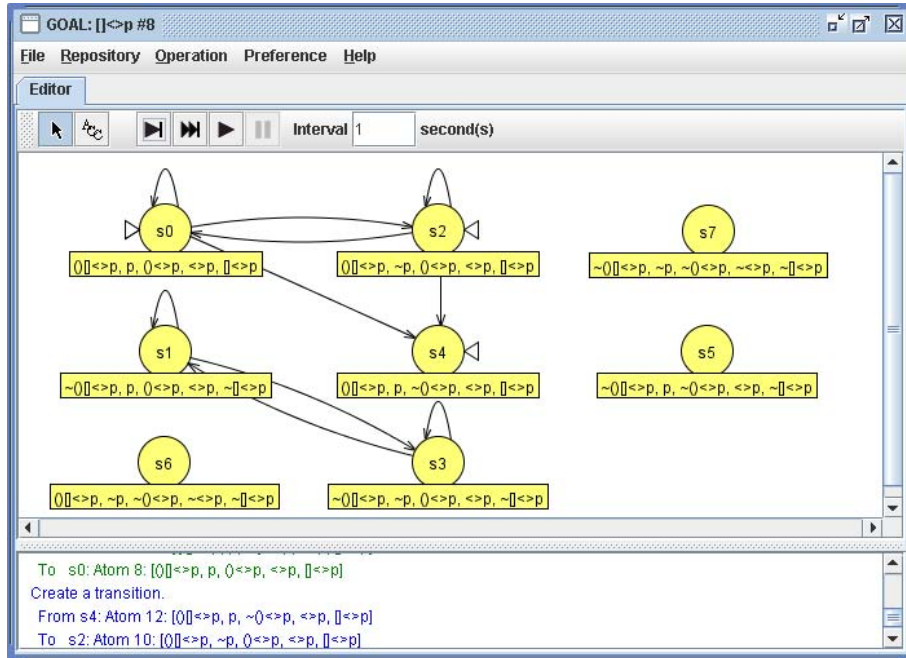 GOAL: []<>p #8
File Repository Operation Preference Help
Editor
Acc Interval 1 second(s)
s0 s2 s7
()[]<>p, p, ()<>p, <>p, []<>p ()[]<>p, ~p, ()<>p, <>p, []<>p ~()[]<>p, ~p, ~()<>p, ~<>p, ~[]<>p
s1 s4 s5
~()[]<>p, p, ()<>p, <>p, ~[]<>p ()[]<>p, p, ~()<>p, <>p, []<>p ~()[]<>p, p, ~()<>p, <>p, ~[]<>p
s6 s3
()[]<>p, ~p, ~()<>p, ~<>p, ~[]<>p ~()[]<>p, ~p, ()<>p, <>p, ~[]<>p
To s0: Atom 8: [()[]<>p, p, ()<>p, <>p, []<>p]
Create a transition.
From s4: Atom 12: [()[]<>p, p, ~()<>p, <>p, []<>p]
To s2: Atom 10: [()[]<>p, ~p, ()<>p, <>p, []<>p]